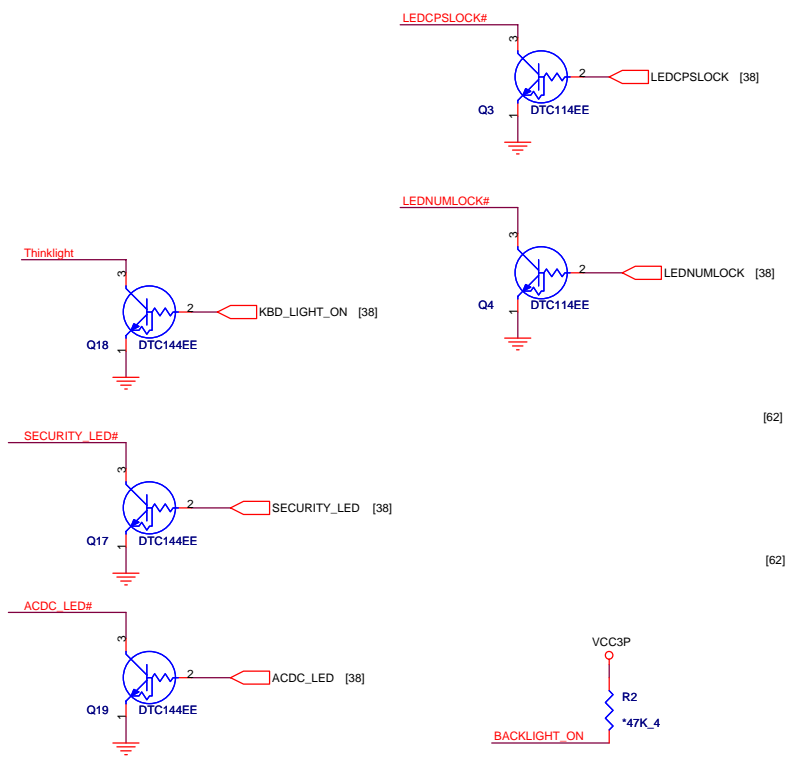 LEDCPSLOCK#
3
2
LEDCPSLOCK [38]
Q3 DTC114EE
1
LEDNUMLOCK#
3
2
LEDNUMLOCK [38]
Q4 DTC114EE
1
Thinklight
3
2
KBD_LIGHT_ON [38]
Q18 DTC144EE
1
[62]
SECURITY_LED#
3
2
SECURITY_LED [38]
Q17 DTC144EE
1
[62]
ACDC_LED#
3
2
ACDC_LED [38]
Q19 DTC144EE
1
VCC3P
R2
*47K_4
BACKLIGHT_ON